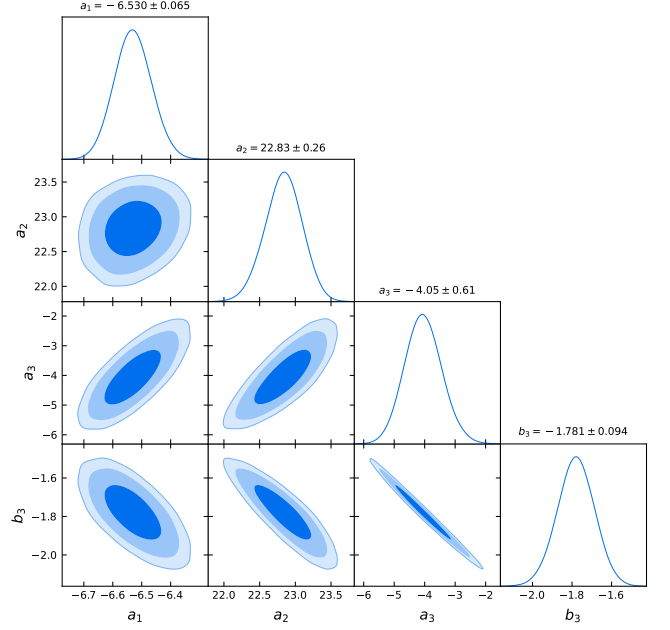 a₁ = −6.530 ± 0.065
a₂ = 22.83 ± 0.26
23.5
23.0
22.5
22.0
a₂
a₃ = −4.05 ± 0.61
−2
−3
−4
−5
−6
a₃
b₃ = −1.781 ± 0.094
−1.6
−1.8
−2.0
b₃
−6.7 −6.6 −6.5 −6.4
22.0 22.5 23.0 23.5
−6 −5 −4 −3 −2
−2.0 −1.8 −1.6
a₁ a₂ a₃ b₃